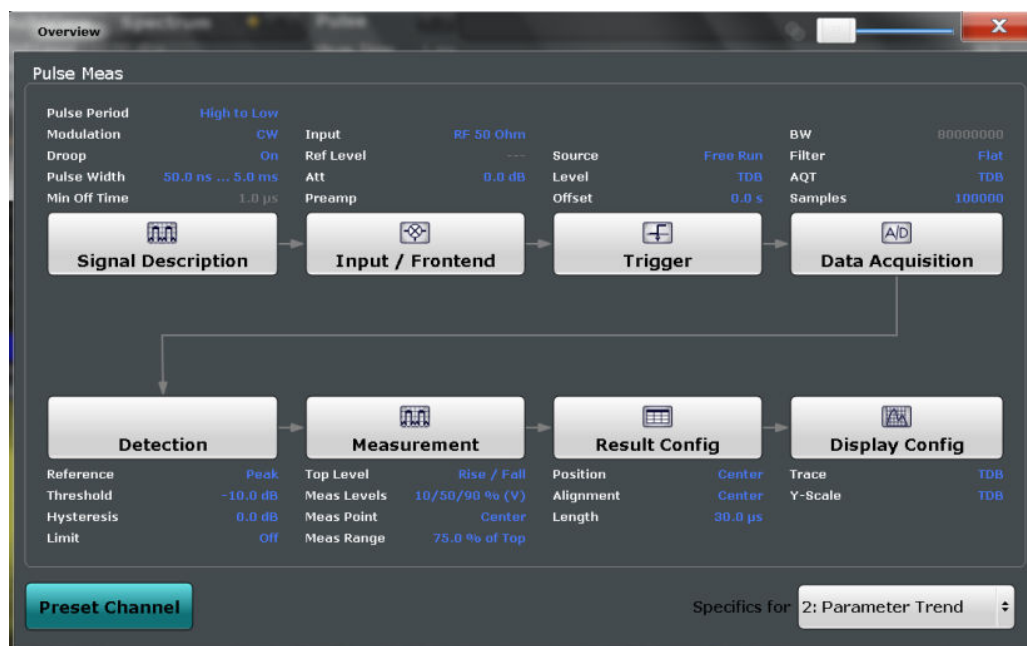 Overview
Pulse Meas
Pulse Period High to Low
Modulation CW Input RF 50 Ohm BW 80000000
Droop On Ref Level --- Source Free Run Filter Flat
Pulse Width 50.0 ns ... 5.0 ms Att 0.0 dB Level TDB AQT TDB
Min Off Time 1.0 µs Preamp Offset 0.0 s Samples 100000
A/D
Signal Description Input / Frontend Trigger Data Acquisition
Detection Measurement Result Config Display Config
Reference Peak Top Level Rise / Fall Position Center Trace TDB
Threshold -10.0 dB Meas Levels 10/50/90 % (V) Alignment Center Y-Scale TDB
Hysteresis 0.0 dB Meas Point Center Length 30.0 µs
Limit Off Meas Range 75.0 % of Top
Preset Channel Specifics for 2: Parameter Trend